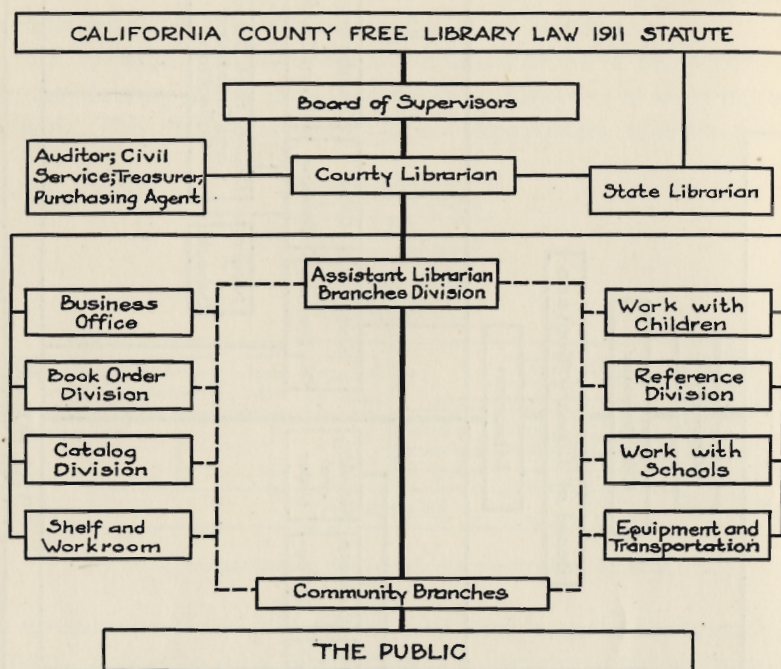 CALIFORNIA COUNTY FREE LIBRARY LAW 1911 STATUTE
Board of Supervisors
Auditor; Civil
Service; Treasurer,
Purchasing Agent
County Librarian
State Librarian
Assistant Librarian
Branches Division
Business
Office
Book Order
Division
Catalog
Division
Shelf and
Workroom
Work with
Children
Reference
Division
Work with
Schools
Equipment and
Transportation
Community Branches
THE PUBLIC